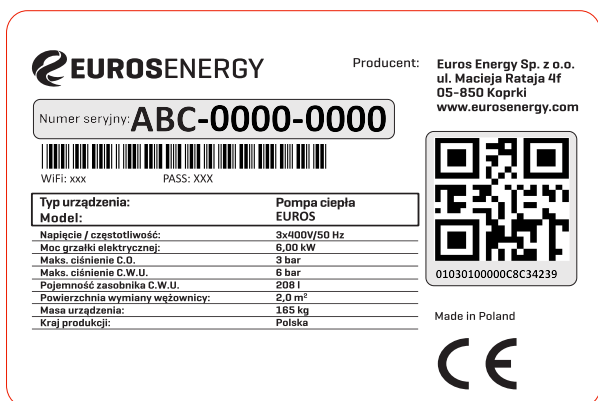 EUROSENERGY
Producent:
Euros Energy Sp. z o.o.
ul. Macieja Rataja 4f
05-850 Koprki
www.eurosenergy.com
Numer seryjny: ABC-0000-0000
WiFi: xxx PASS: XXX
Typ urządzenia: Pompa ciepła
Model: EUROS
Napięcie / częstotliwość: 3x400V/50 Hz
Moc grzałki elektrycznej: 6,00 kW
Maks. ciśnienie C.O. 3 bar
Maks. ciśnienie C.W.U. 6 bar
Pojemność zasobnika C.W.U. 208 l
Powierzchnia wymiany wężownicy: 2,0 m²
Masa urządzenia: 165 kg
Kraj produkcji: Polska
01030100000C8C34239
Made in Poland
CE